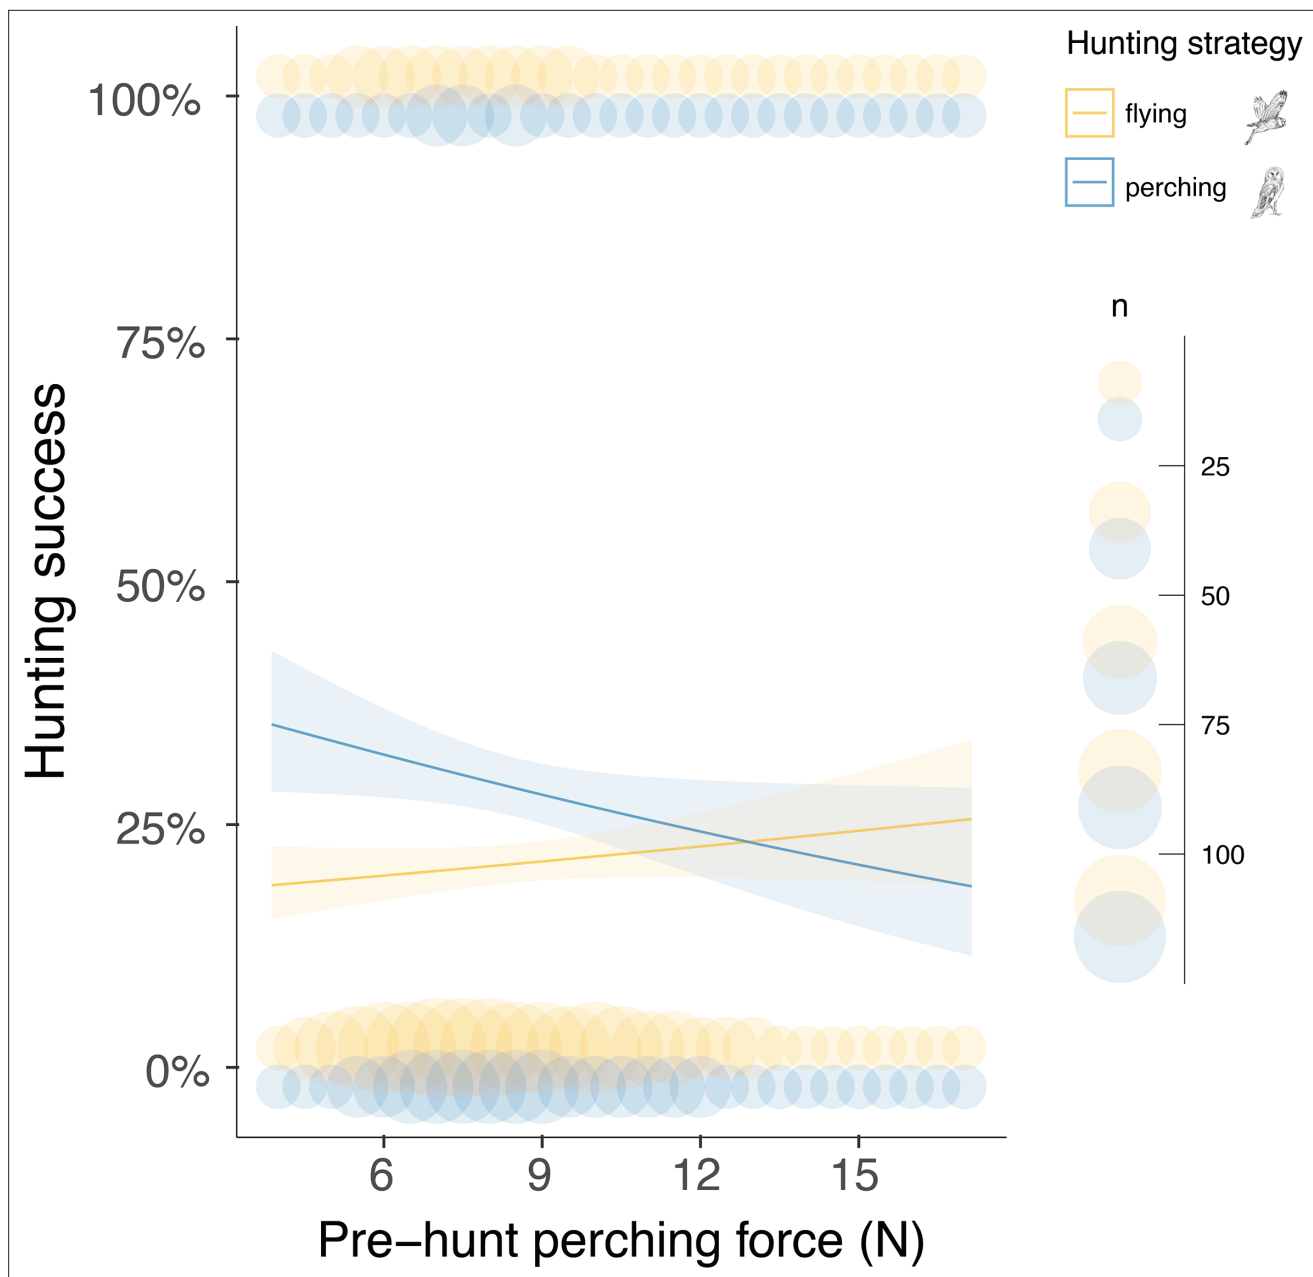 Hunting success
100%
75%
50%
25%
0%
6 9 12 15
Pre−hunt perching force (N)
Hunting strategy
flying
perching
n
25
50
75
100